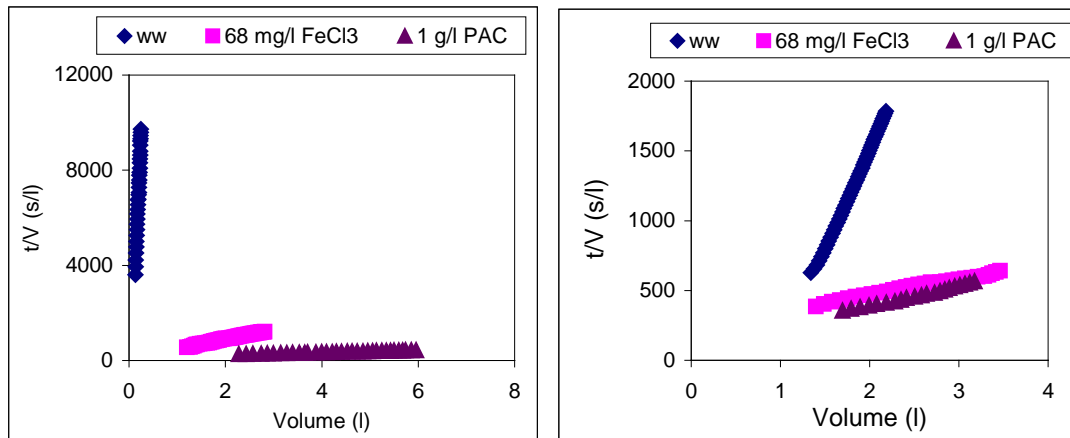 ww 68 mg/l FeCl3 1 g/l PAC
12000
8000
4000
0
t/V (s/l)
0 2 4 6 8
Volume (l)
ww 68 mg/l FeCl3 1 g/l PAC
2000
1500
1000
500
0
t/V (s/l)
0 1 2 3 4
Volume (l)